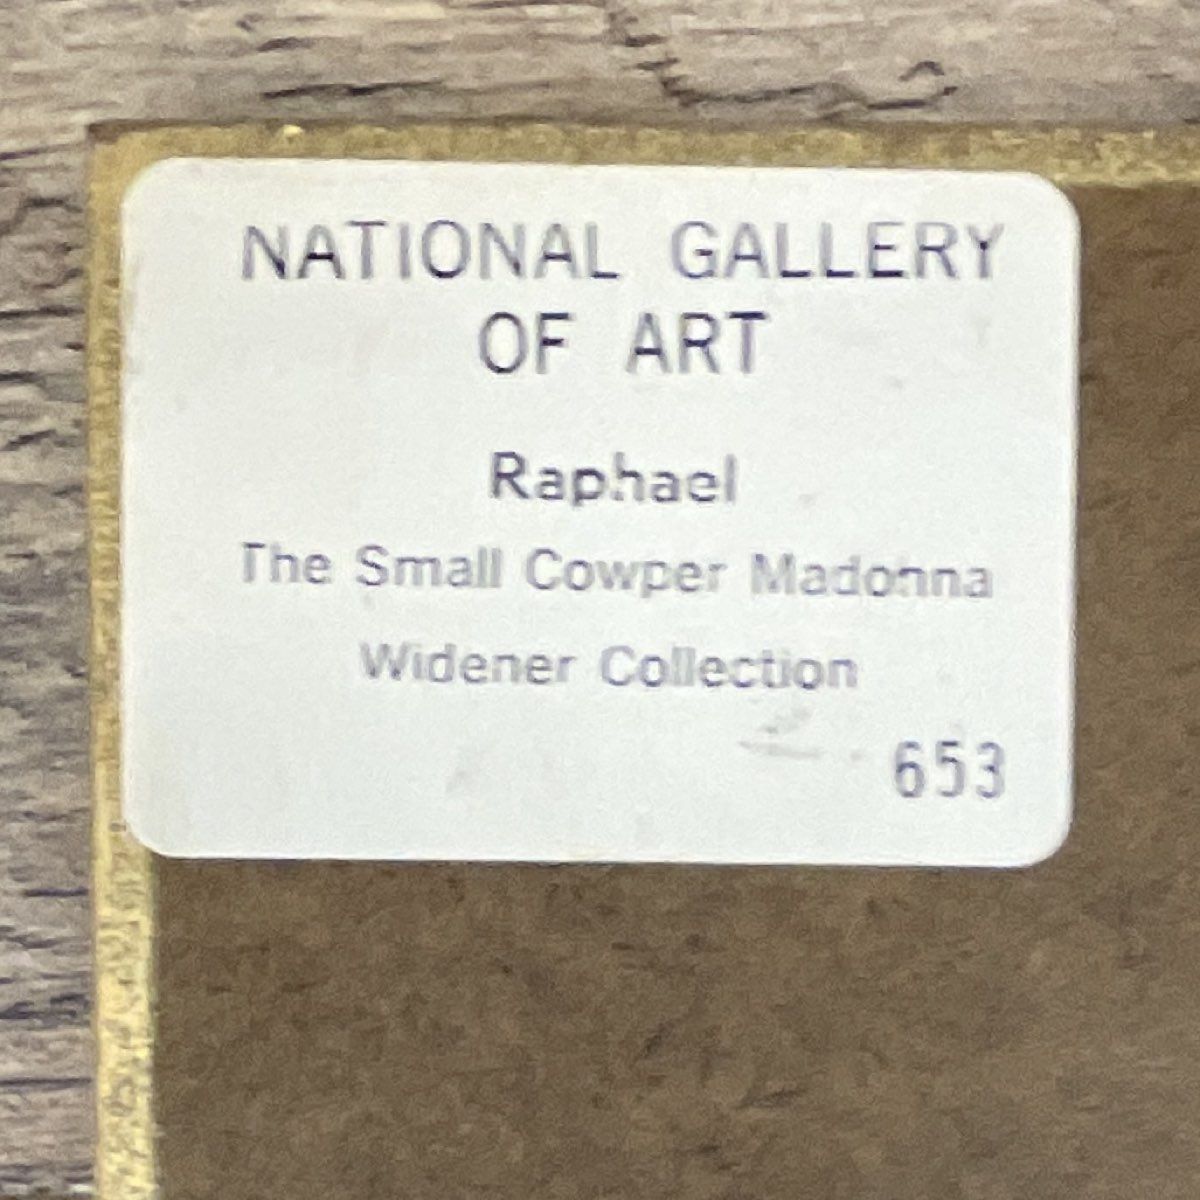 NATIONAL GALLERY
OF ART
Raphael
The Small Cowper Madonna
Widener Collection
653